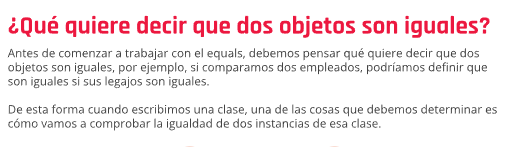 ¿Qué quiere decir que dos objetos son iguales?
Antes de comenzar a trabajar con el equals, debemos pensar qué quiere decir que dos
objetos son iguales, por ejemplo, si comparamos dos empleados, podríamos definir que
son iguales si sus legajos son iguales.
De esta forma cuando escribimos una clase, una de las cosas que debemos determinar es
cómo vamos a comprobar la igualdad de dos instancias de esa clase.